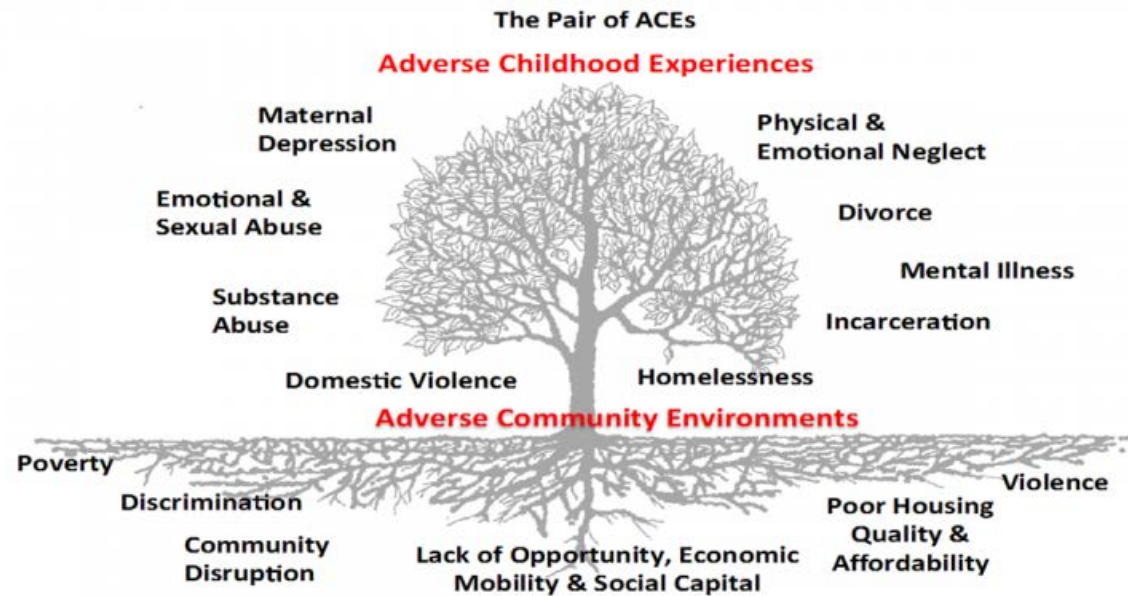 The Pair of ACEs
Adverse Childhood Experiences
Maternal
Depression
Physical &
Emotional Neglect
Emotional &
Sexual Abuse
Divorce
Mental Illness
Substance
Abuse
Incarceration
Domestic Violence
Homelessness
Adverse Community Environments
Poverty
Discrimination
Community
Disruption
Lack of Opportunity, Economic
Mobility & Social Capital
Poor Housing
Quality &
Affordability
Violence